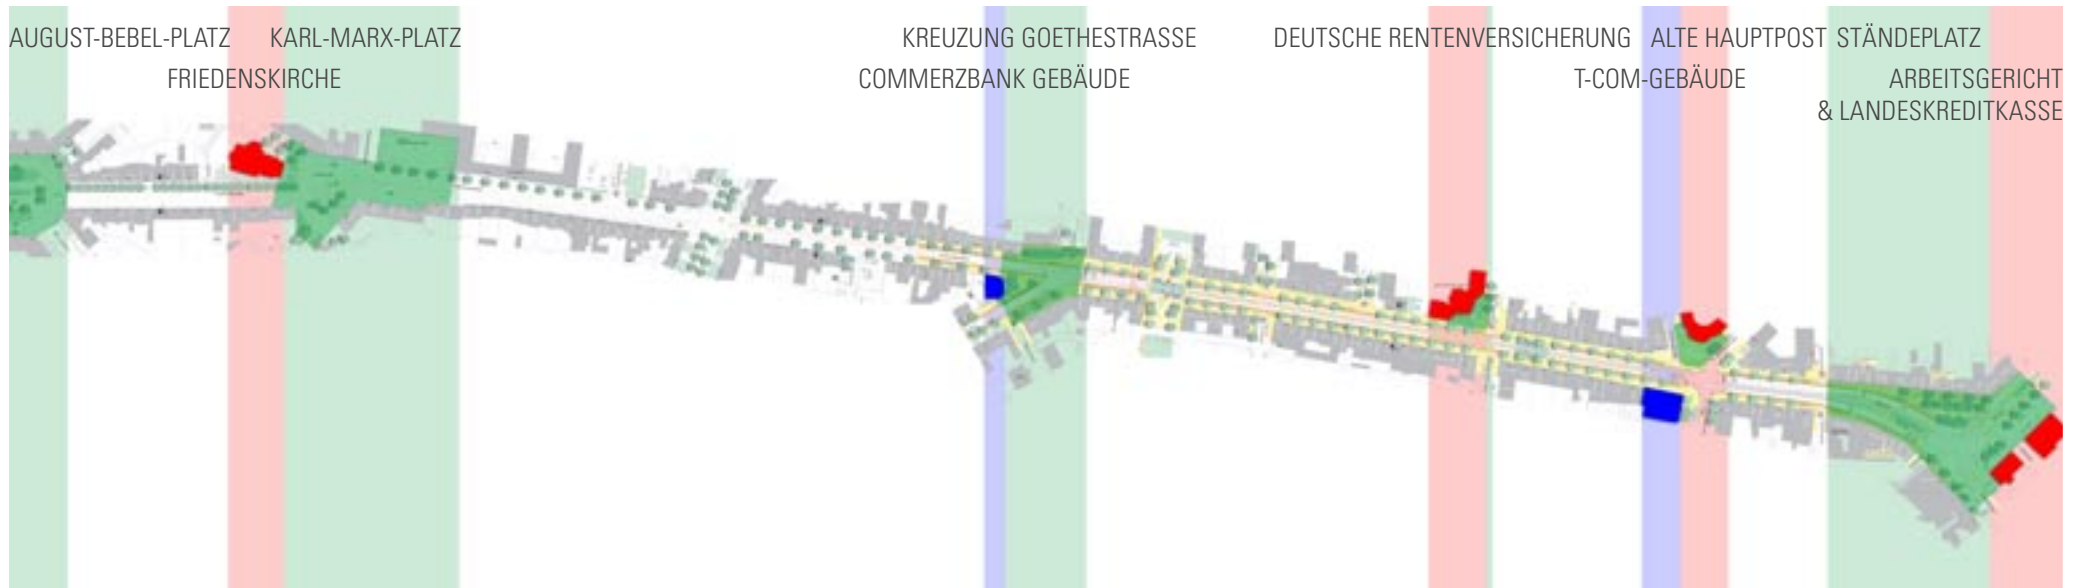 AUGUST-BEBEL-PLATZ KARL-MARX-PLATZ KREUZUNG GOETHESTRASSE DEUTSCHE RENTENVERSICHERUNG ALTE HAUPTPOST STÄNDEPLATZ
FRIEDENSKIRCHE COMMERZBANK GEBÄUDE T-COM-GEBÄUDE ARBEITSGERICHT
& LANDESKREDITKASSE